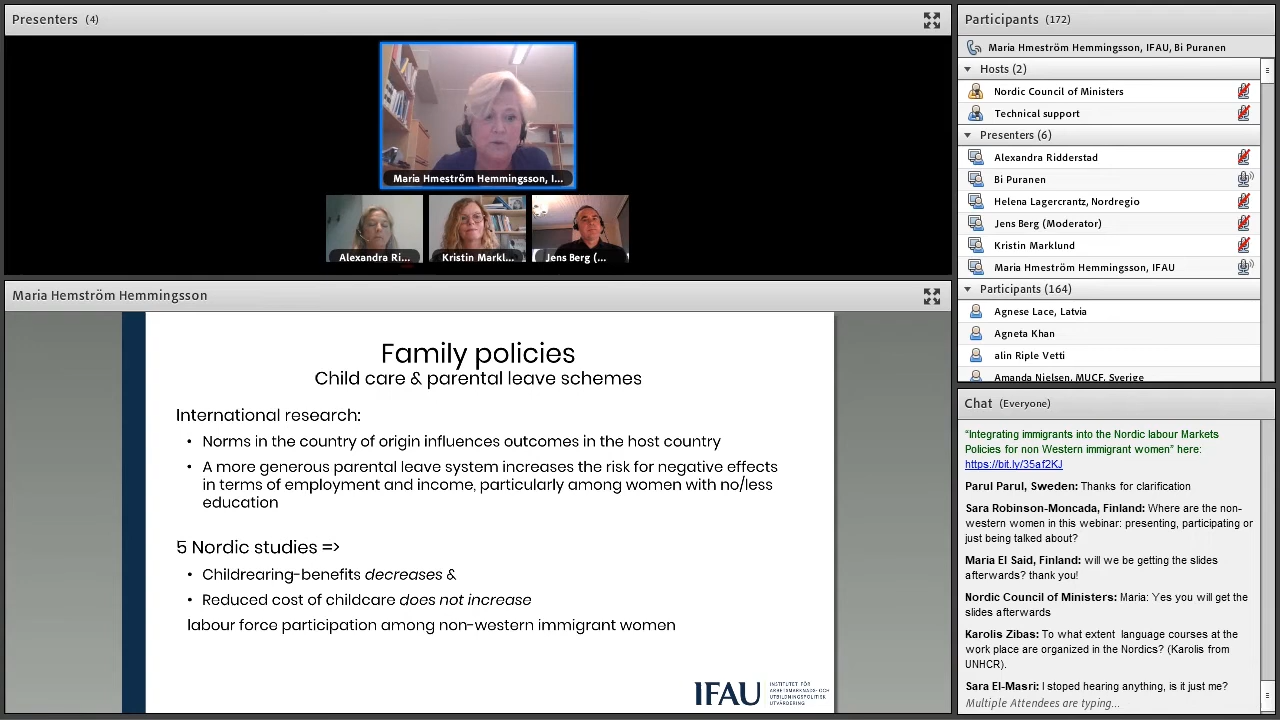 Presenters (4)
Maria Hmeström Hemmingsson, I...
Alexandra Ri...
Kristin Markl...
Jens Berg (...
Maria Hemström Hemmingsson
Family policies
Child care & parental leave schemes
International research:
• Norms in the country of origin influences outcomes in the host country
• A more generous parental leave system increases the risk for negative effects
in terms of employment and income, particularly among women with no/less
education
5 Nordic studies =>
• Childrearing-benefits decreases &
• Reduced cost of childcare does not increase
labour force participation among non-western immigrant women
IFAU
INSTITUTET FÖR
ARBETSMARKNADS- OCH
UTBILDNINGSPOLITISK
UTVÄRDERING
Participants (172)
Maria Hmeström Hemmingsson, IFAU, Bi Puranen
Hosts (2)
Nordic Council of Ministers
Technical support
Presenters (6)
Alexandra Ridderstad
Bi Puranen
Helena Lagercrantz, Nordregio
Jens Berg (Moderator)
Kristin Marklund
Maria Hmeström Hemmingsson, IFAU
Participants (164)
Agnese Lace, Latvia
Agneta Khan
alin Riple Vetti
Amanda Nielsen, MUCF, Sverige
Chat (Everyone)
“Integrating immigrants into the Nordic labour Markets
Policies for non Western immigrant women” here:
https://bit.ly/35af2KJ
Parul Parul, Sweden: Thanks for clarification
Sara Robinson-Moncada, Finland: Where are the non-
western women in this webinar: presenting, participating or
just being talked about?
Maria El Said, Finland: will we be getting the slides
afterwards? thank you!
Nordic Council of Ministers: Maria: Yes you will get the
slides afterwards
Karolis Zibas: To what extent language courses at the
work place are organized in the Nordics? (Karolis from
UNHCR).
Sara El-Masri: I stoped hearing anything, is it just me?
Multiple Attendees are typing...